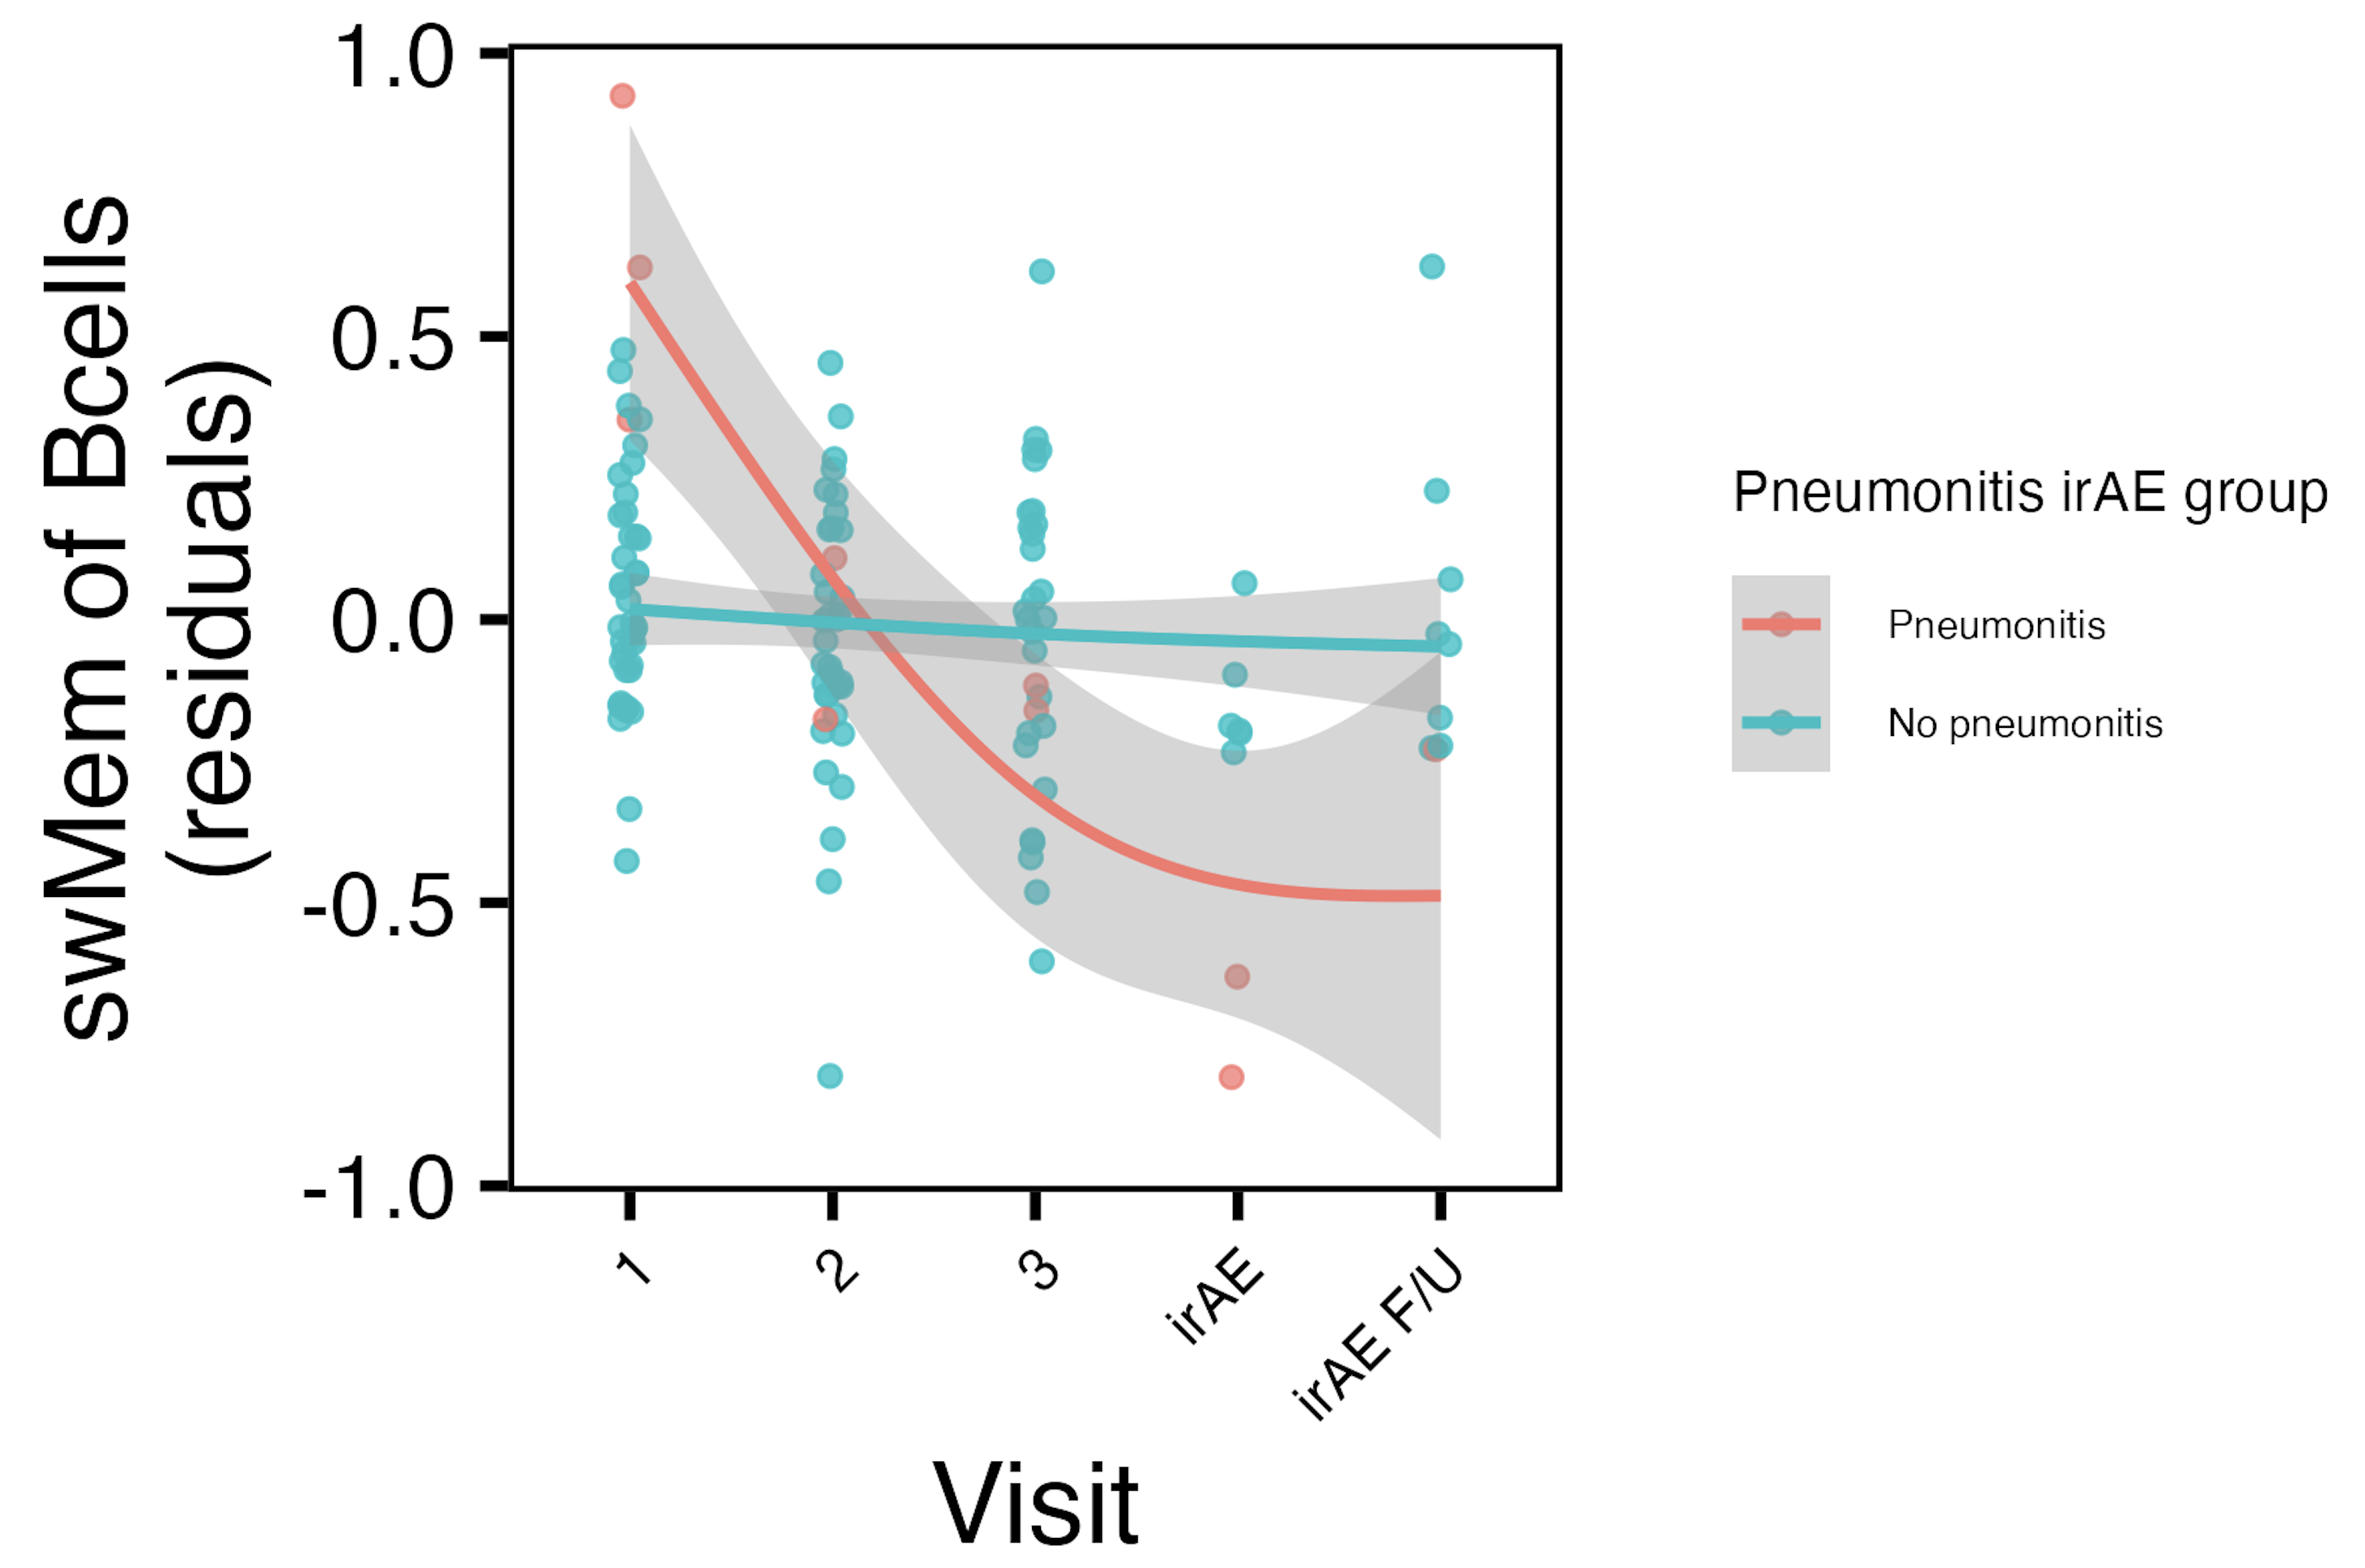 swMem of Bcells
(residuals)
1.0
0.5
0.0
-0.5
-1.0
1
2
3
irAE
irAE F/U
Visit
Pneumonitis irAE group
Pneumonitis
No pneumonitis